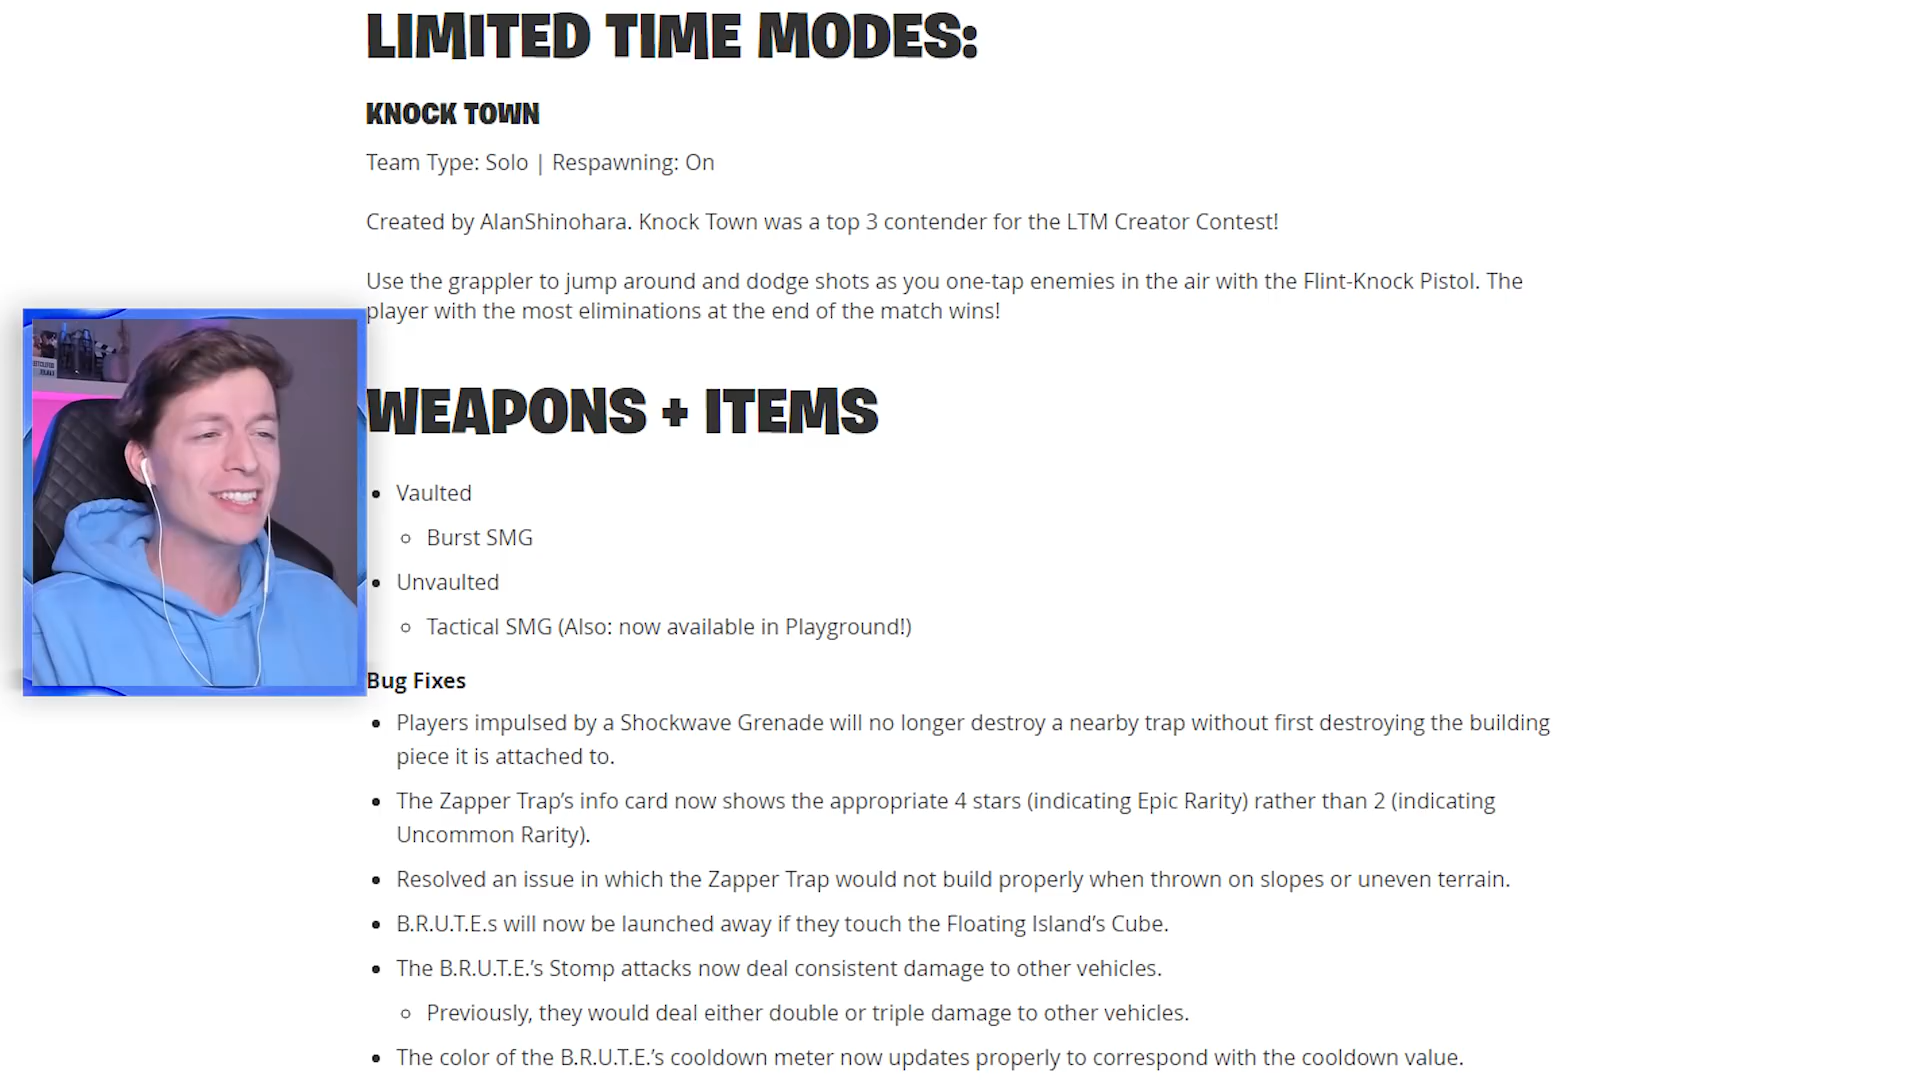 LIMITED TIME MODES:
KNOCK TOWN
Team Type: Solo | Respawning: On
Created by AlanShinohara. Knock Town was a top 3 contender for the LTM Creator Contest!
Use the grappler to jump around and dodge shots as you one-tap enemies in the air with the Flint-Knock Pistol. The
player with the most eliminations at the end of the match wins!
WEAPONS + ITEMS
• Vaulted
○ Burst SMG
• Unvaulted
○ Tactical SMG (Also: now available in Playground!)
Bug Fixes
• Players impulsed by a Shockwave Grenade will no longer destroy a nearby trap without first destroying the building
piece it is attached to.
• The Zapper Trap’s info card now shows the appropriate 4 stars (indicating Epic Rarity) rather than 2 (indicating
Uncommon Rarity).
• Resolved an issue in which the Zapper Trap would not build properly when thrown on slopes or uneven terrain.
• B.R.U.T.E.s will now be launched away if they touch the Floating Island’s Cube.
• The B.R.U.T.E.’s Stomp attacks now deal consistent damage to other vehicles.
○ Previously, they would deal either double or triple damage to other vehicles.
• The color of the B.R.U.T.E.’s cooldown meter now updates properly to correspond with the cooldown value.